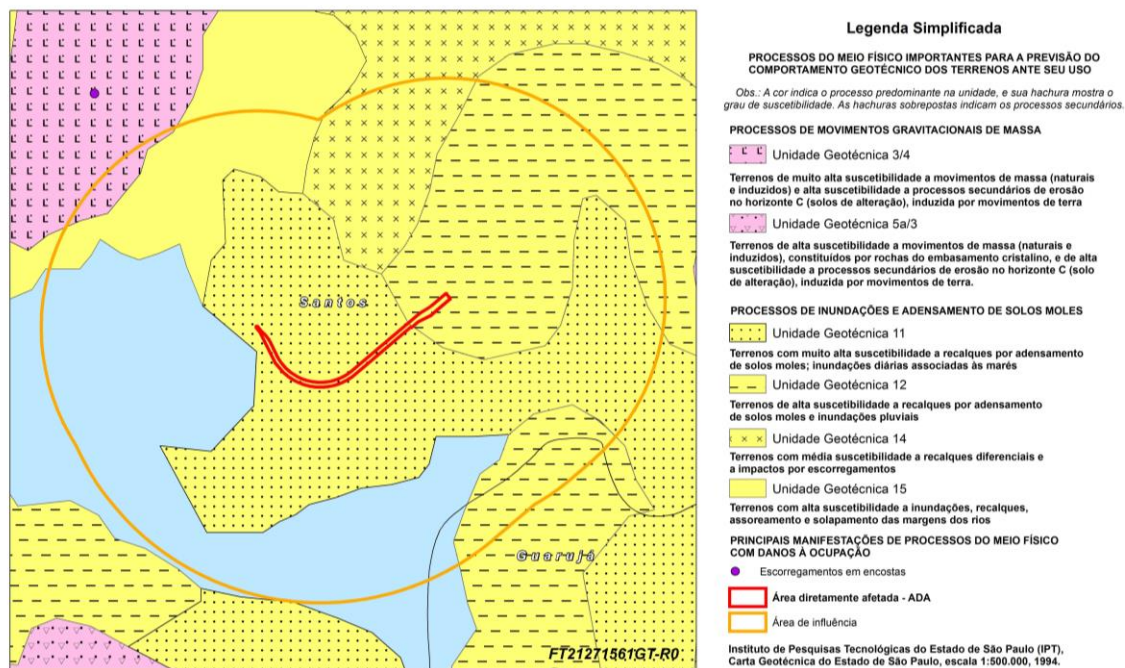 Santos
Guarujá
FT21271561GT-R0
Legenda Simplificada
PROCESSOS DO MEIO FÍSICO IMPORTANTES PARA A PREVISÃO DO
COMPORTAMENTO GEOTÉCNICO DOS TERRENOS ANTE SEU USO
Obs.: A cor indica o processo predominante na unidade, e sua hachura mostra o
grau de suscetibilidade. As hachuras sobrepostas indicam os processos secundários.
PROCESSOS DE MOVIMENTOS GRAVITACIONAIS DE MASSA
Unidade Geotécnica 3/4
Terrenos de muito alta suscetibilidade a movimentos de massa (naturais
e induzidos) e alta suscetibilidade a processos secundários de erosão
no horizonte C (solos de alteração), induzida por movimentos de terra
Unidade Geotécnica 5a/3
Terrenos de alta suscetibilidade a movimentos de massa (naturais e
induzidos), constituídos por rochas do embasamento cristalino, e de alta
suscetibilidade a processos secundários de erosão no horizonte C (solo
de alteração), induzida por movimentos de terra.
PROCESSOS DE INUNDAÇÕES E ADENSAMENTO DE SOLOS MOLES
Unidade Geotécnica 11
Terrenos com muito alta suscetibilidade a recalques por adensamento
de solos moles; inundações diárias associadas às marés
Unidade Geotécnica 12
Terrenos de alta suscetibilidade a recalques por adensamento
de solos moles e inundações pluviais
Unidade Geotécnica 14
Terrenos com média suscetibilidade a recalques diferenciais e
a impactos por escorregamentos
Unidade Geotécnica 15
Terrenos com alta suscetibilidade a inundações, recalques,
assoreamento e solapamento das margens dos rios
PRINCIPAIS MANIFESTAÇÕES DE PROCESSOS DO MEIO FÍSICO
COM DANOS À OCUPAÇÃO
Escorregamentos em encostas
Área diretamente afetada - ADA
Área de influência
Instituto de Pesquisas Tecnológicas do Estado de São Paulo (IPT),
Carta Geotécnica do Estado de São Paulo, escala 1:500.000, 1994.